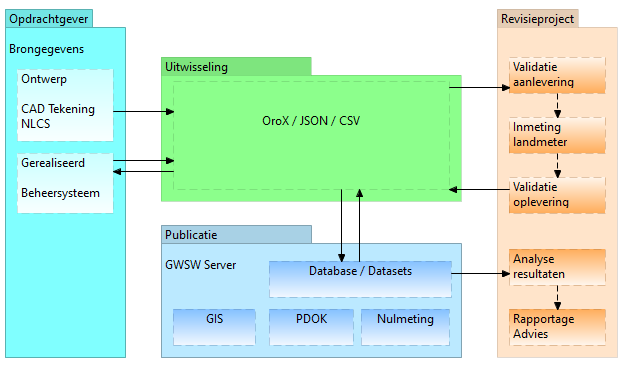 Opdrachtgever
Brongegevens
Ontwerp
CAD Tekening
NLCS
Gerealiseerd
Beheersysteem
Uitwisseling
OroX / JSON / CSV
Publicatie
GWSW Server
Database / Datasets
GIS
PDOK
Nulmeting
Revisieproject
Validatie
aanlevering
Inmeting
landmeter
Validatie
oplevering
Analyse
resultaten
Rapportage
Advies